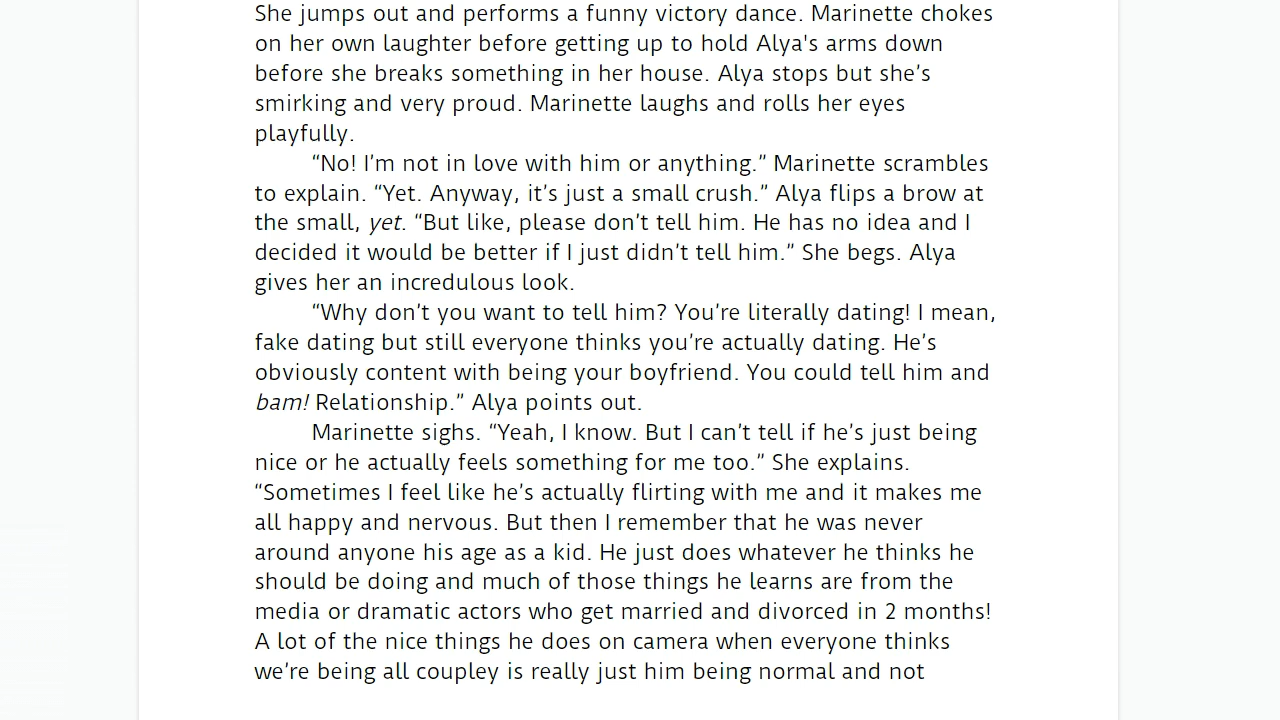 She jumps out and performs a funny victory dance. Marinette chokes
on her own laughter before getting up to hold Alya's arms down
before she breaks something in her house. Alya stops but she’s
smirking and very proud. Marinette laughs and rolls her eyes
playfully.
“No! I’m not in love with him or anything.” Marinette scrambles
to explain. “Yet. Anyway, it’s just a small crush.” Alya flips a brow at
the small, yet. “But like, please don’t tell him. He has no idea and I
decided it would be better if I just didn’t tell him.” She begs. Alya
gives her an incredulous look.
“Why don’t you want to tell him? You’re literally dating! I mean,
fake dating but still everyone thinks you’re actually dating. He’s
obviously content with being your boyfriend. You could tell him and
bam! Relationship.” Alya points out.
Marinette sighs. “Yeah, I know. But I can’t tell if he’s just being
nice or he actually feels something for me too.” She explains.
“Sometimes I feel like he’s actually flirting with me and it makes me
all happy and nervous. But then I remember that he was never
around anyone his age as a kid. He just does whatever he thinks he
should be doing and much of those things he learns are from the
media or dramatic actors who get married and divorced in 2 months!
A lot of the nice things he does on camera when everyone thinks
we’re being all coupley is really just him being normal and not